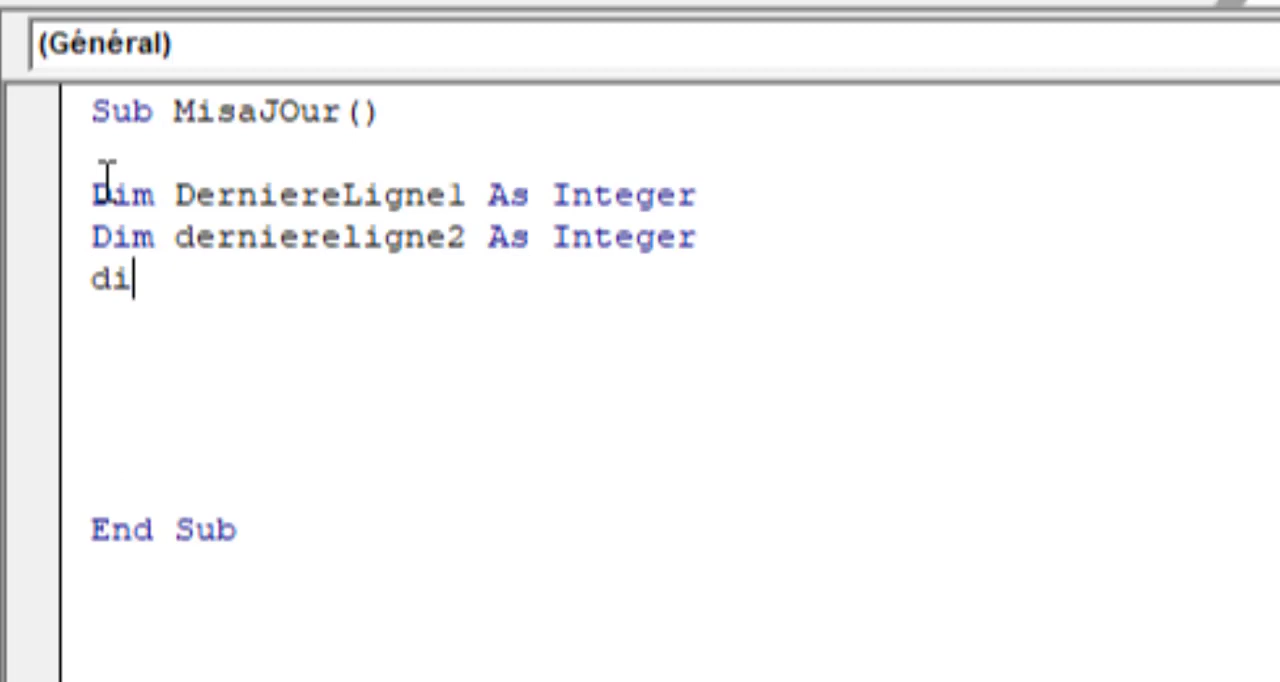 (Général)
Sub MisaJOur()
Dim DerniereLigne1 As Integer
Dim derniereligne2 As Integer
di
End Sub